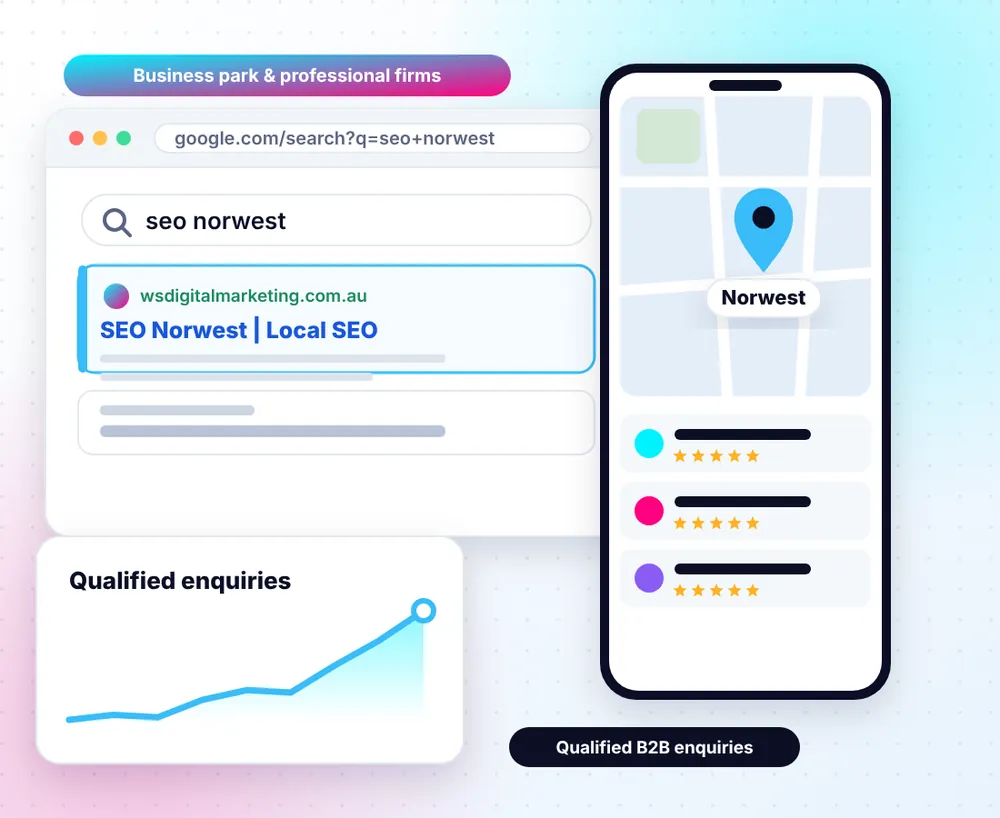 Business park & professional firms
google.com/search?q=seo+norwest
seo norwest
wsdigitalmarketing.com.au
SEO Norwest | Local SEO
Norwest
Qualified enquiries
Qualified B2B enquiries